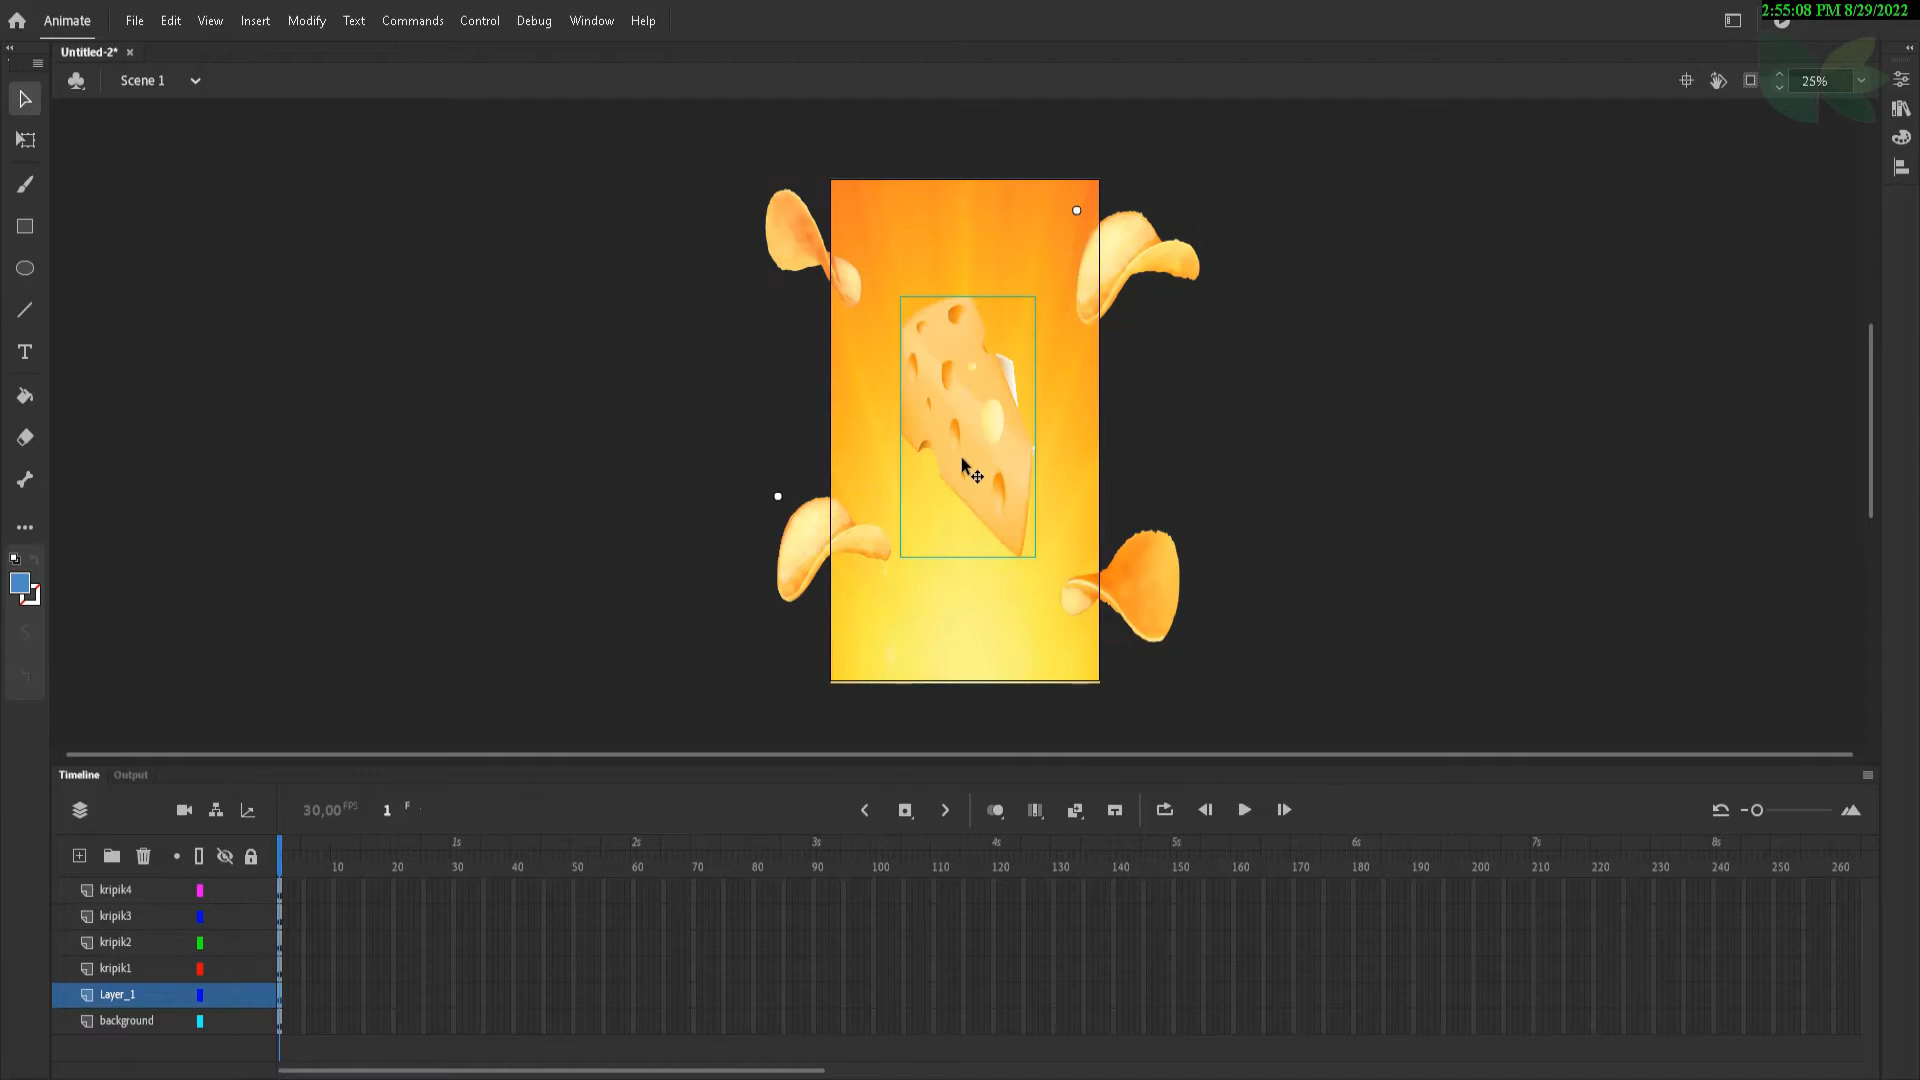 2:55:08 PM 8/29/2022
Animate File Edit View Insert Modify Text Commands Control Debug Window Help
Untitled-2* ×
Scene 1
25%
Timeline Output
30,00 FPS 1 F
1s 2s 3s 4s 5s 6s 7s 8s
10 20 30 40 50 60 70 80 90 100 110 120 130 140 150 160 170 180 190 200 210 220 230 240 250 260
kripik4
kripik3
kripik2
kripik1
Layer_1
background